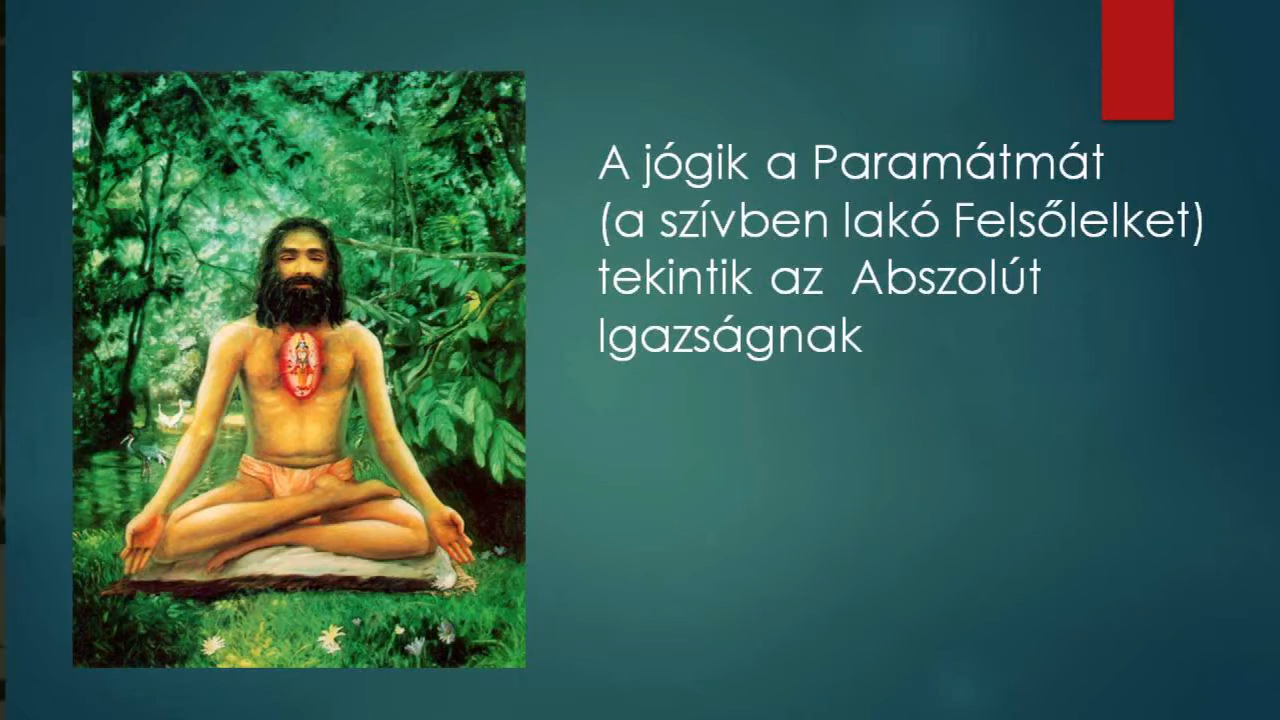 A jógik a Paramátmát
(a szívben lakó Felsőlelket)
tekintik az  Abszolút
Igazságnak